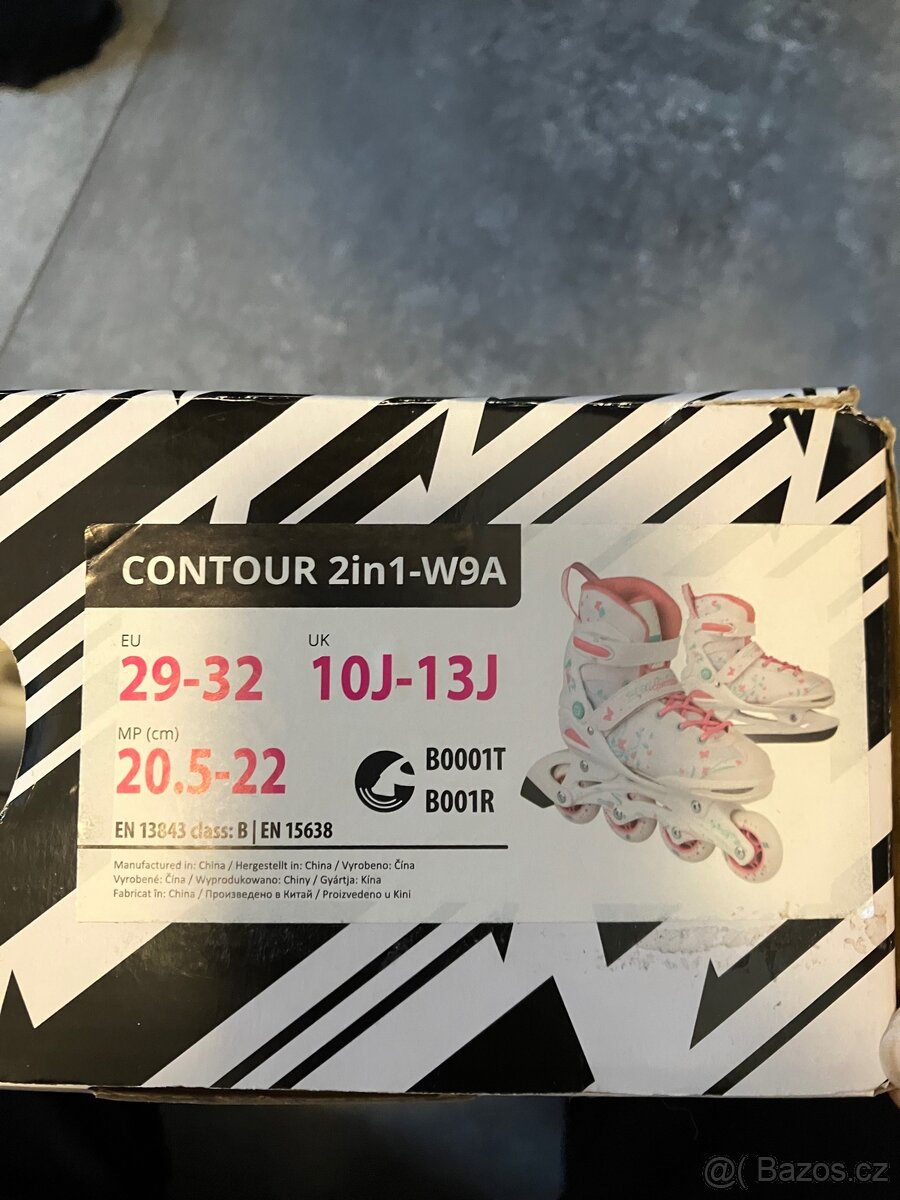 CONTOUR 2in1-W9A
EU
29-32
UK
10J-13J
MP (cm)
20.5-22
B0001T
B001R
EN 13843 class: B | EN 15638
Manufactured in: China / Hergestellt in: China / Vyrobeno: Čína
Vyrobené: Čína / Wyprodukowano: Chiny / Gyártja: Kína
Fabricat în: China / Произведено в Китай / Proizvedeno u Kini
@( Bazos.cz